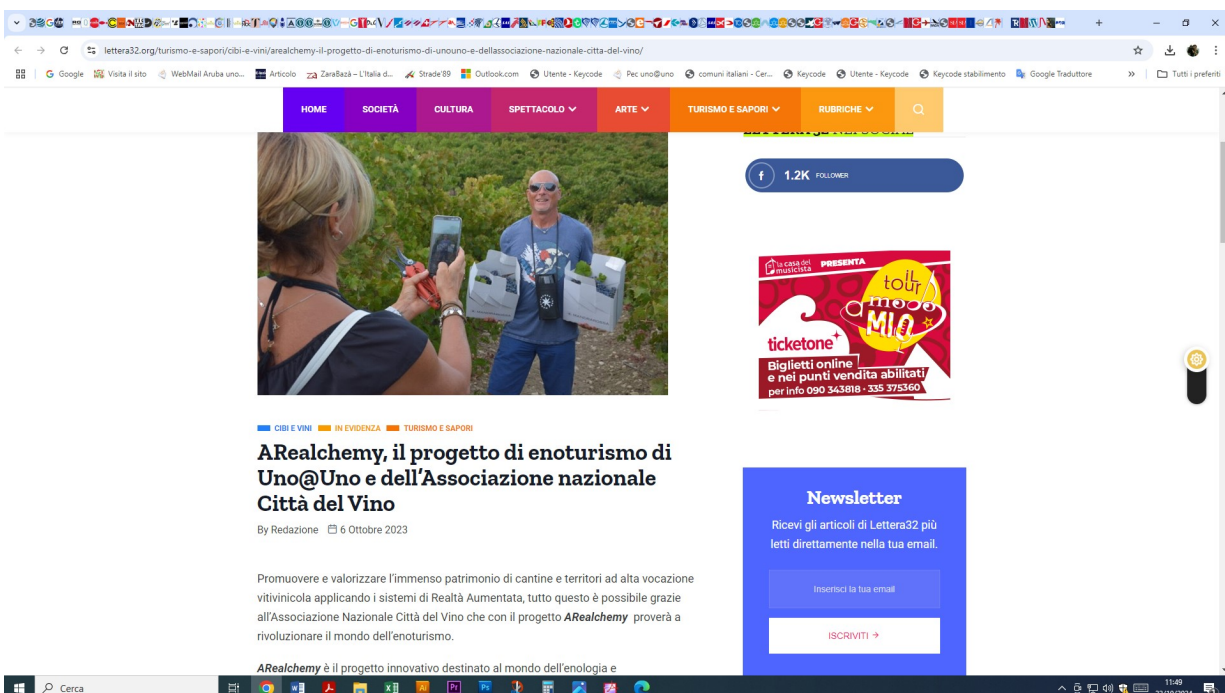 lettera32.org/turismo-e-sapori/cibi-e-vini/arealchemy-il-progetto-di-enoturismo-di-unouno-e-dellassociazione-nazionale-citta-del-vino/
Google
Visita il sito
WebMail Aruba uno...
Articolo
ZaraBazà – L'Italia d...
Strade'89
Outlook.com
Utente - Keycode
Pec uno@uno
comuni italiani - Cer...
Keycode
Utente - Keycode
Keycode stabilimento
Google Traduttore
»
Tutti i preferiti
HOME
SOCIETÀ
CULTURA
SPETTACOLO
ARTE
TURISMO E SAPORI
RUBRICHE
1.2K FOLLOWER
la casa del musicista
PRESENTA
il tour
a modo
MIO
ticketone
Biglietti online
e nei punti vendita abilitati
per info 090 343818 - 335 375360
CIBI E VINI
IN EVIDENZA
TURISMO E SAPORI
ARealchemy, il progetto di enoturismo di
Uno@Uno e dell'Associazione nazionale
Città del Vino
By Redazione
6 Ottobre 2023
Promuovere e valorizzare l'immenso patrimonio di cantine e territori ad alta vocazione
vitivinicola applicando i sistemi di Realtà Aumentata, tutto questo è possibile grazie
all'Associazione Nazionale Città del Vino che con il progetto ARealchemy proverà a
rivoluzionare il mondo dell'enoturismo.
ARealchemy è il progetto innovativo destinato al mondo dell'enologia e
Newsletter
Ricevi gli articoli di Lettera32 più
letti direttamente nella tua email.
Inserisci la tua email
ISCRIVITI →
Cerca
11:49